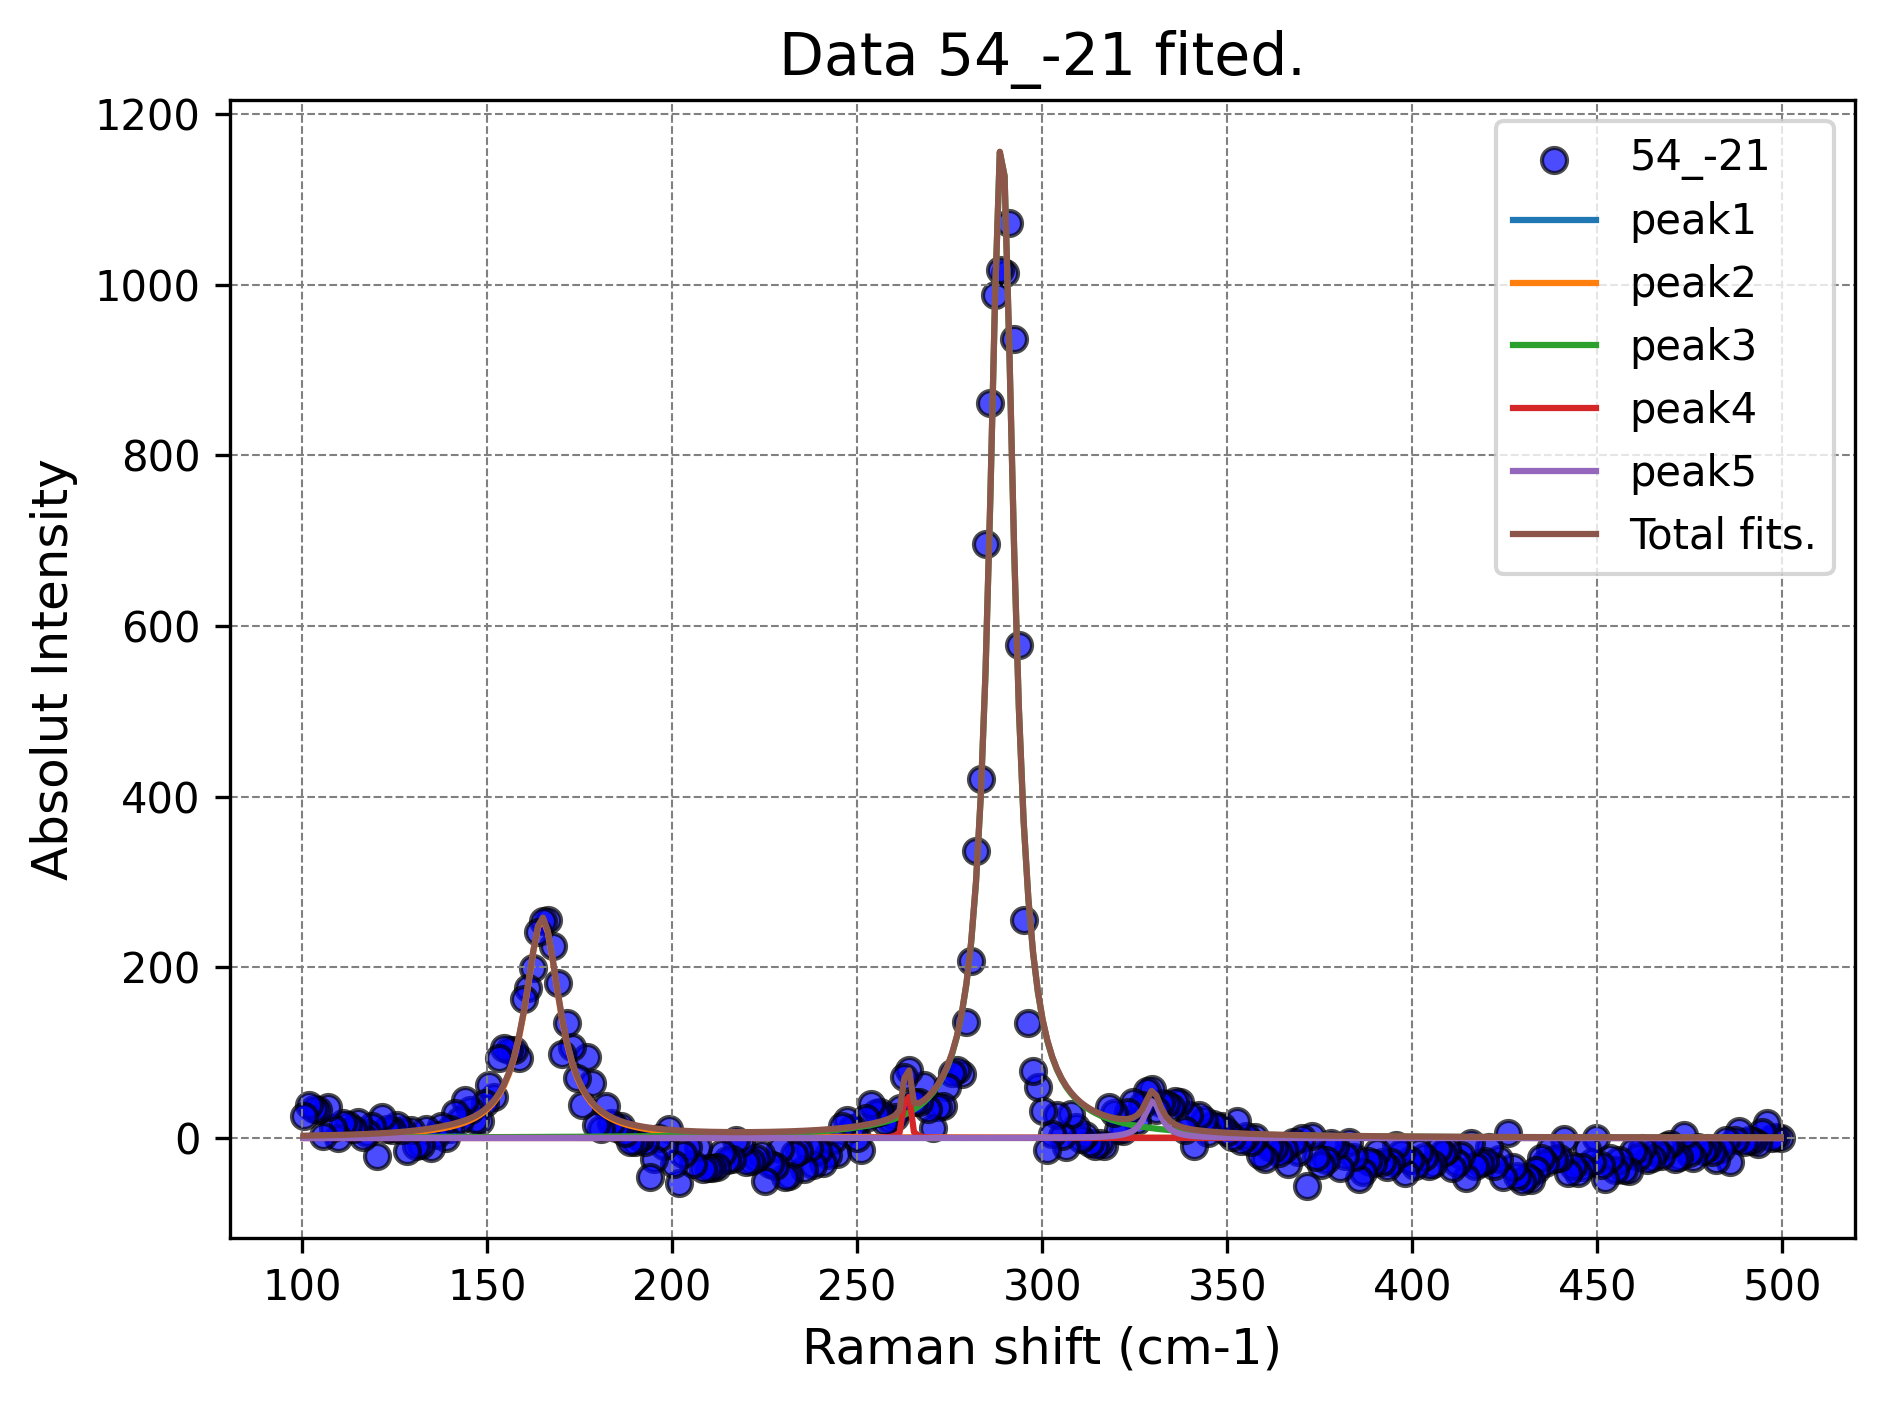 Data 54_-21 fited.
1200
1000
800
600
400
200
0
Absolut Intensity
54_-21
peak1
peak2
peak3
peak4
peak5
Total fits.
100 150 200 250 300 350 400 450 500
Raman shift (cm-1)